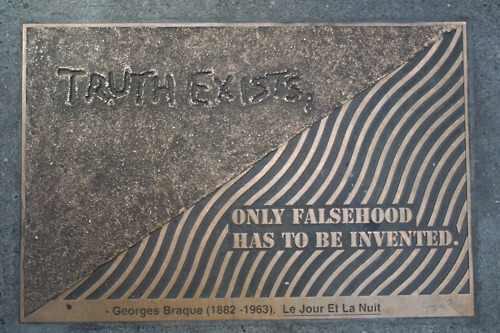 TRUTH EXISTS,
ONLY FALSEHOOD
HAS TO BE INVENTED.
- Georges Braque (1882 -1963), Le Jour Et La Nuit